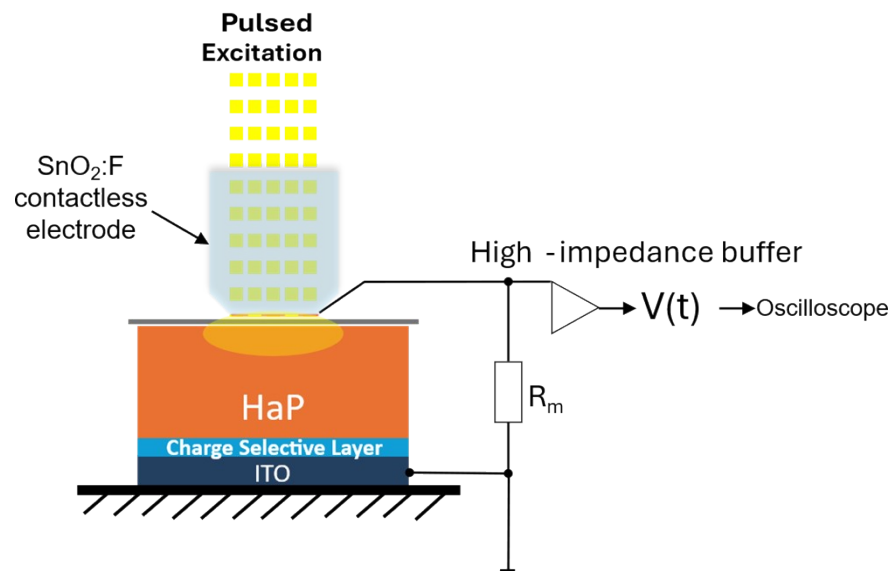 Pulsed
Excitation
SnO₂:F
contactless
electrode
High -impedance buffer
V(t)
Oscilloscope
Rₘ
HaP
Charge Selective Layer
ITO